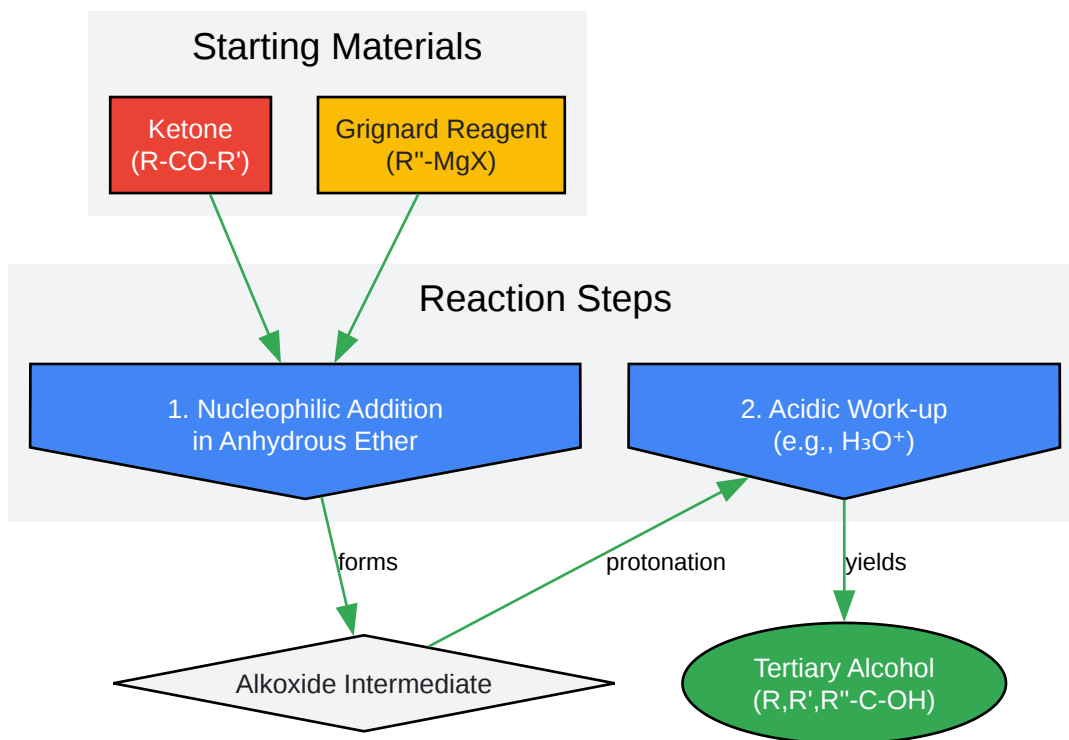 Starting Materials
Ketone
(R-CO-R')
Grignard Reagent
(R"-MgX)
Reaction Steps
1. Nucleophilic Addition
in Anhydrous Ether
2. Acidic Work-up
(e.g., H₃O⁺)
forms
protonation
yields
Alkoxide Intermediate
Tertiary Alcohol
(R,R',R"-C-OH)